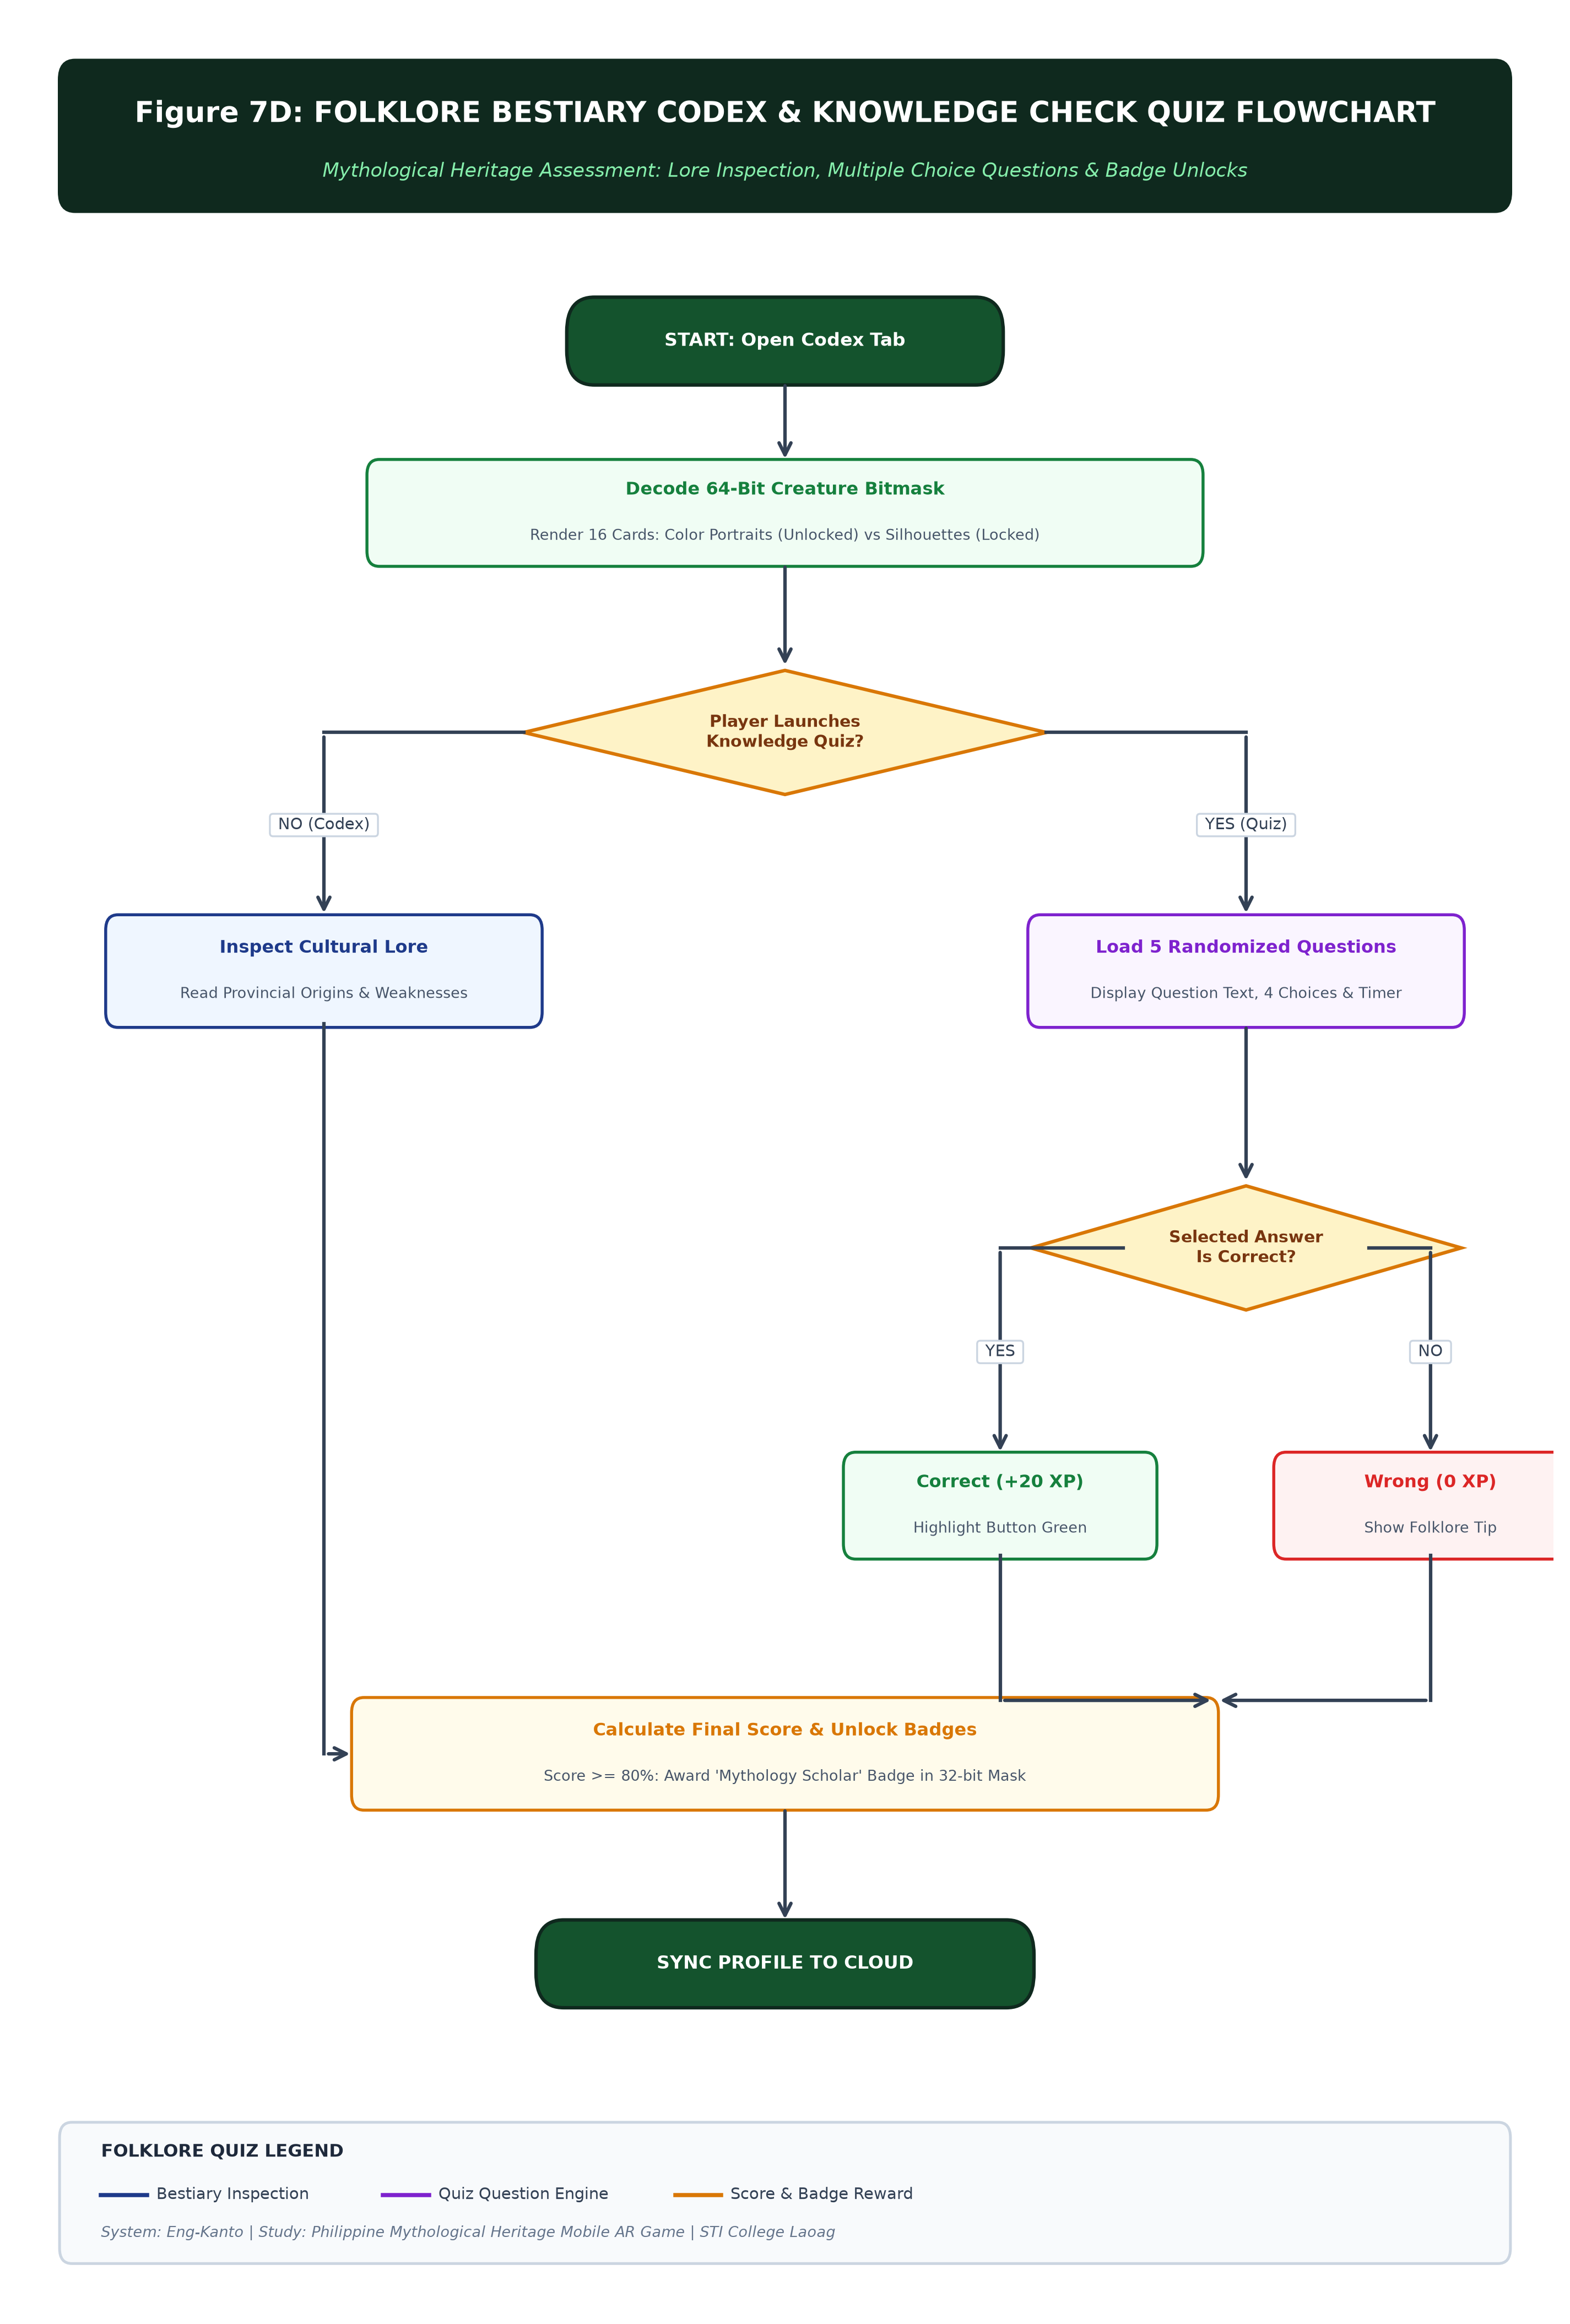 Figure 7D: FOLKLORE BESTIARY CODEX & KNOWLEDGE CHECK QUIZ FLOWCHART
Mythological Heritage Assessment: Lore Inspection, Multiple Choice Questions & Badge Unlocks
START: Open Codex Tab
Decode 64-Bit Creature Bitmask
Render 16 Cards: Color Portraits (Unlocked) vs Silhouettes (Locked)
Player Launches
Knowledge Quiz?
NO (Codex)
YES (Quiz)
Inspect Cultural Lore
Read Provincial Origins & Weaknesses
Load 5 Randomized Questions
Display Question Text, 4 Choices & Timer
Selected Answer
Is Correct?
YES
NO
Correct (+20 XP)
Highlight Button Green
Wrong (0 XP)
Show Folklore Tip
Calculate Final Score & Unlock Badges
Score >= 80%: Award 'Mythology Scholar' Badge in 32-bit Mask
SYNC PROFILE TO CLOUD
FOLKLORE QUIZ LEGEND
Bestiary Inspection
Quiz Question Engine
Score & Badge Reward
System: Eng-Kanto | Study: Philippine Mythological Heritage Mobile AR Game | STI College Laoag